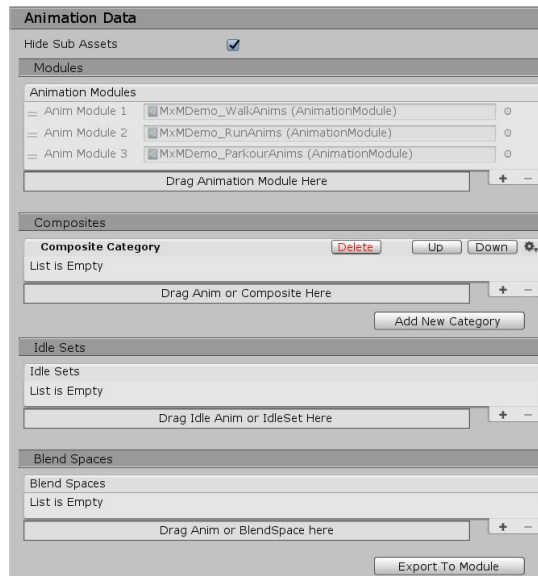 Animation Data
Hide Sub Assets
Modules
Animation Modules
Anim Module 1 MxMDemo_WalkAnims (AnimationModule)
Anim Module 2 MxMDemo_RunAnims (AnimationModule)
Anim Module 3 MxMDemo_ParkourAnims (AnimationModule)
Drag Animation Module Here + −
Composites
Composite Category Delete Up Down
List is Empty
Drag Anim or Composite Here + −
Add New Category
Idle Sets
Idle Sets
List is Empty
Drag Idle Anim or IdleSet Here + −
Blend Spaces
Blend Spaces
List is Empty
Drag Anim or BlendSpace here + −
Export To Module